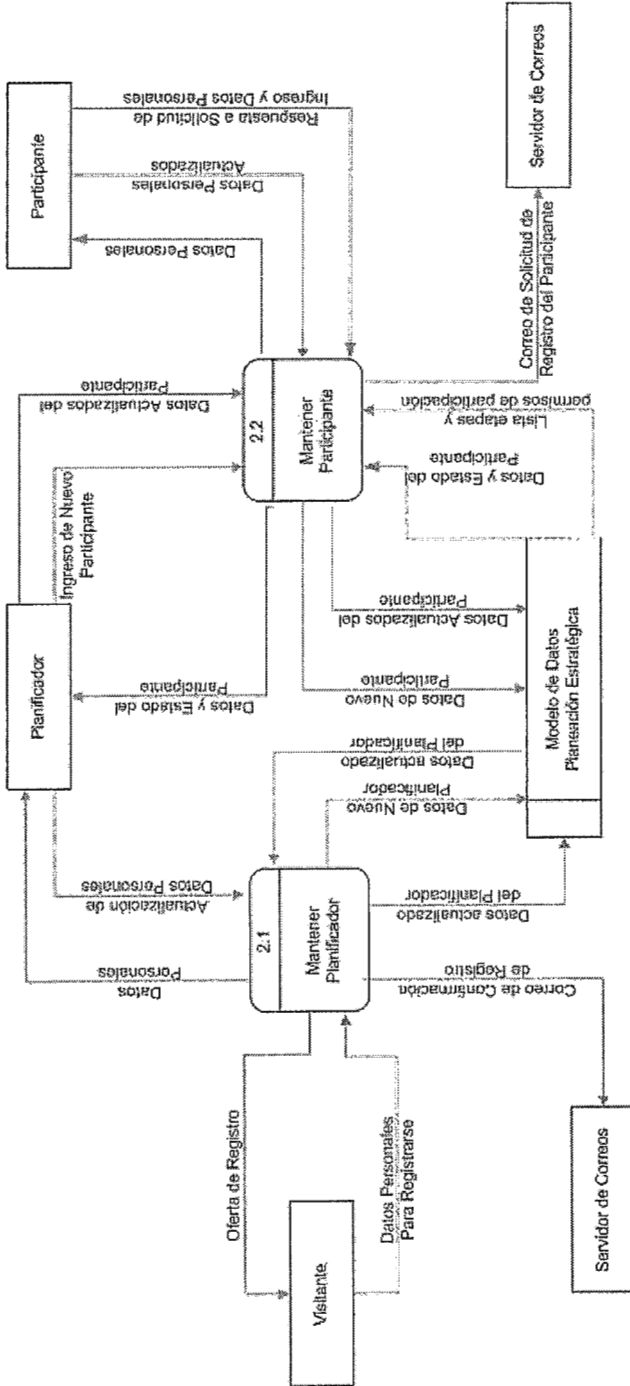 Participante
Respuesta a Solicitud de
Ingreso y Datos Personales
Datos Personales
Actualizados
Datos Personales
Planificador
Datos Actualizados del
Participante
Ingreso de Nuevo
Participante
Datos y Estado del
Participante
Actualización de
Datos Personales
Datos
Personales
2.1
Mantener
Planificador
2.2
Mantener
Participante
Oferta de Registro
Visitante
Datos Personales
Para Registrarse
Correo de Confirmación
de Registro
Servidor de Correos
Datos actualizado
del Planificador
Datos de Nuevo
Planificador
Datos actualizado
del Planificador
Datos de Nuevo
Participante
Datos Actualizados del
Participante
Datos y Estado del
Participante
Lista etapas y
permisos de participación
Modelo de Datos
Planeación Estratégica
Correo de Solicitud de
Registro del Participante
Servidor de Correos